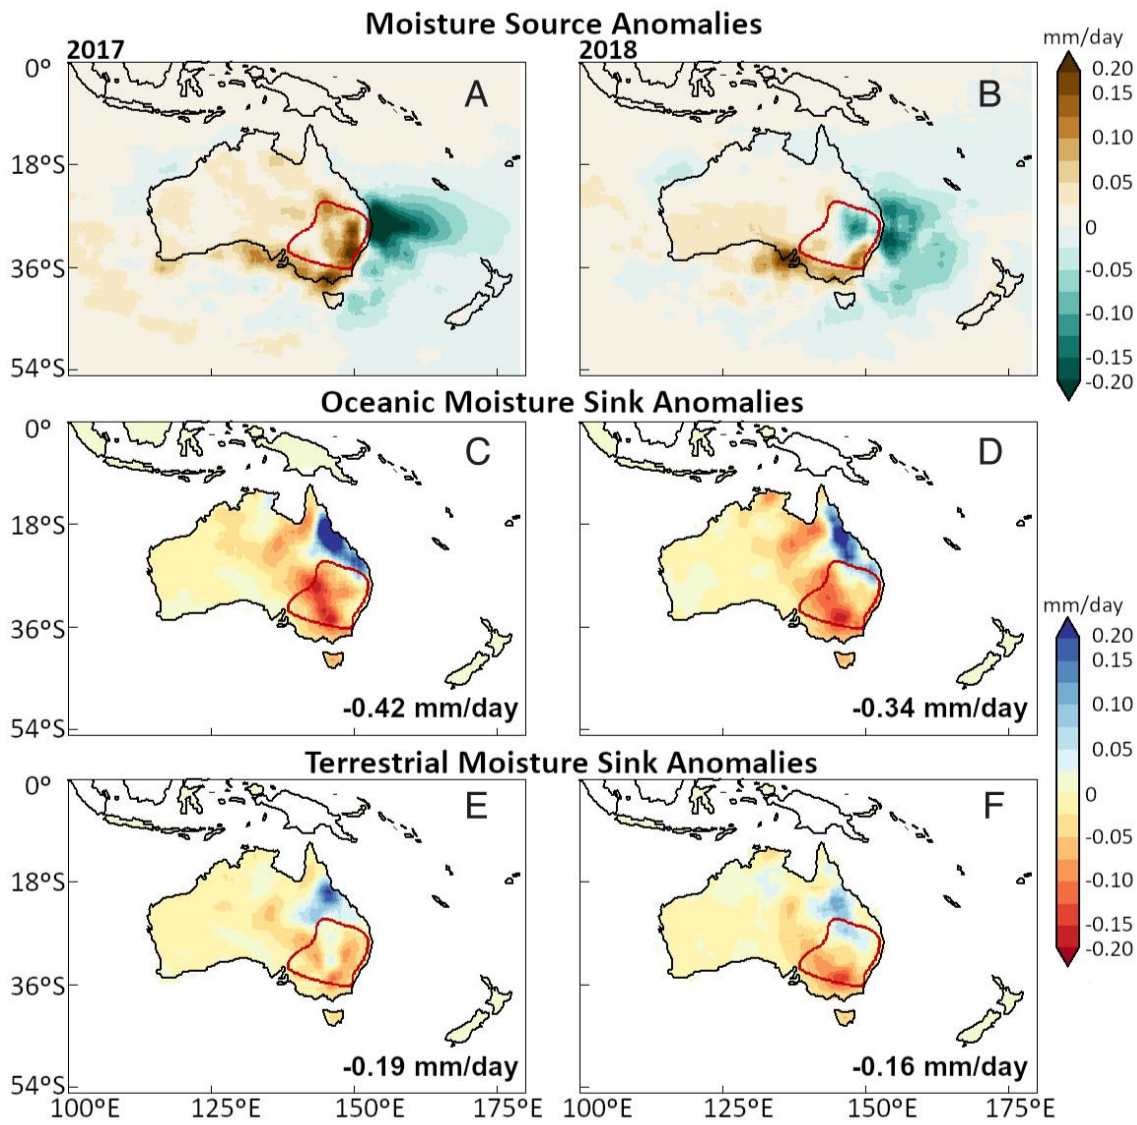 Moisture Source Anomalies
2017
2018
mm/day
A
B
0°
18°S
36°S
54°S
0.20
0.15
0.10
0.05
0
-0.05
-0.10
-0.15
-0.20
Oceanic Moisture Sink Anomalies
C
D
0°
18°S
36°S
54°S
-0.42 mm/day
-0.34 mm/day
mm/day
0.20
0.15
0.10
0.05
0
-0.05
-0.10
-0.15
-0.20
Terrestrial Moisture Sink Anomalies
E
F
0°
18°S
36°S
54°S
-0.19 mm/day
-0.16 mm/day
100°E 125°E 150°E 175°E 100°E 125°E 150°E 175°E